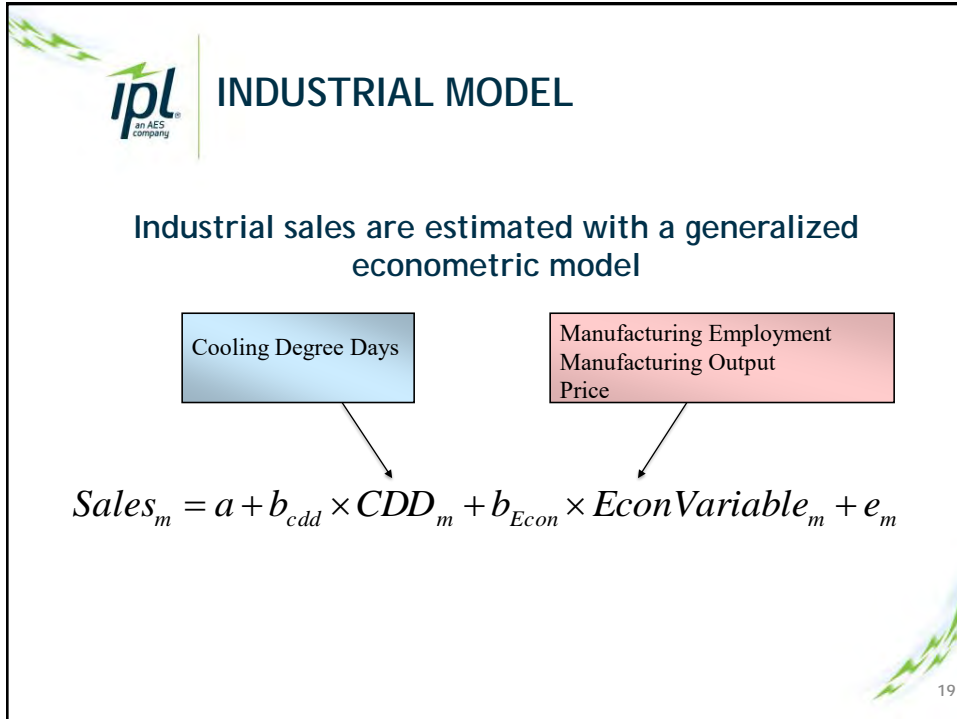 ipl
an AES
company
INDUSTRIAL MODEL
Industrial sales are estimated with a generalized
econometric model
Cooling Degree Days
Manufacturing Employment
Manufacturing Output
Price
Sales_m = a + b_cdd × CDD_m + b_Econ × EconVariable_m + e_m
19